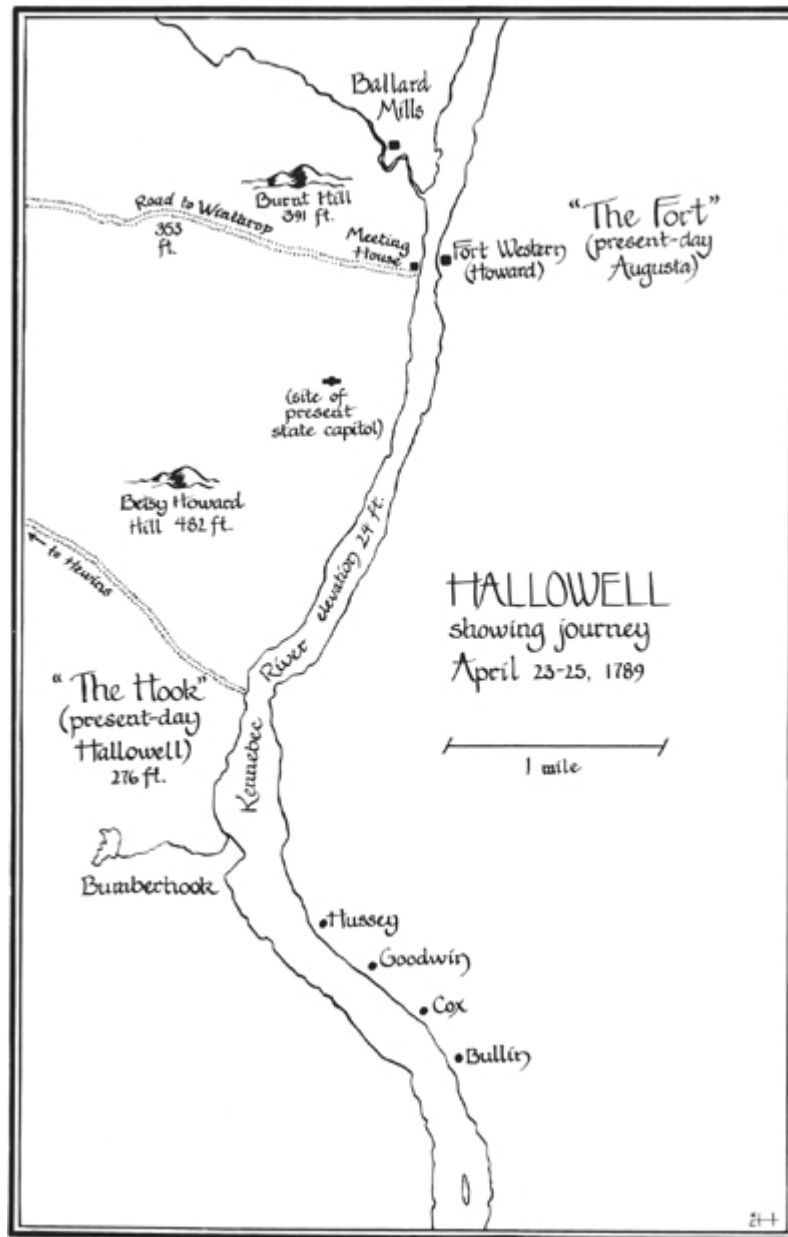 Ballard
Mills
Burnt Hill
391 ft.
Road to Winthrop
353
ft.
Meeting
House
Fort Western
(Howard)
"The Fort"
(present-day
Augusta)
(site of
present
state capitol)
Betsy Howard
Hill 482 ft.
← to Hewins
River elevation 24 ft.
HALLOWELL
showing journey
April 23-25, 1789
"The Hook"
(present-day
Hallowell)
276 ft.
Kennebec
1 mile
Bumberhook
Hussey
Goodwin
Cox
Bullin